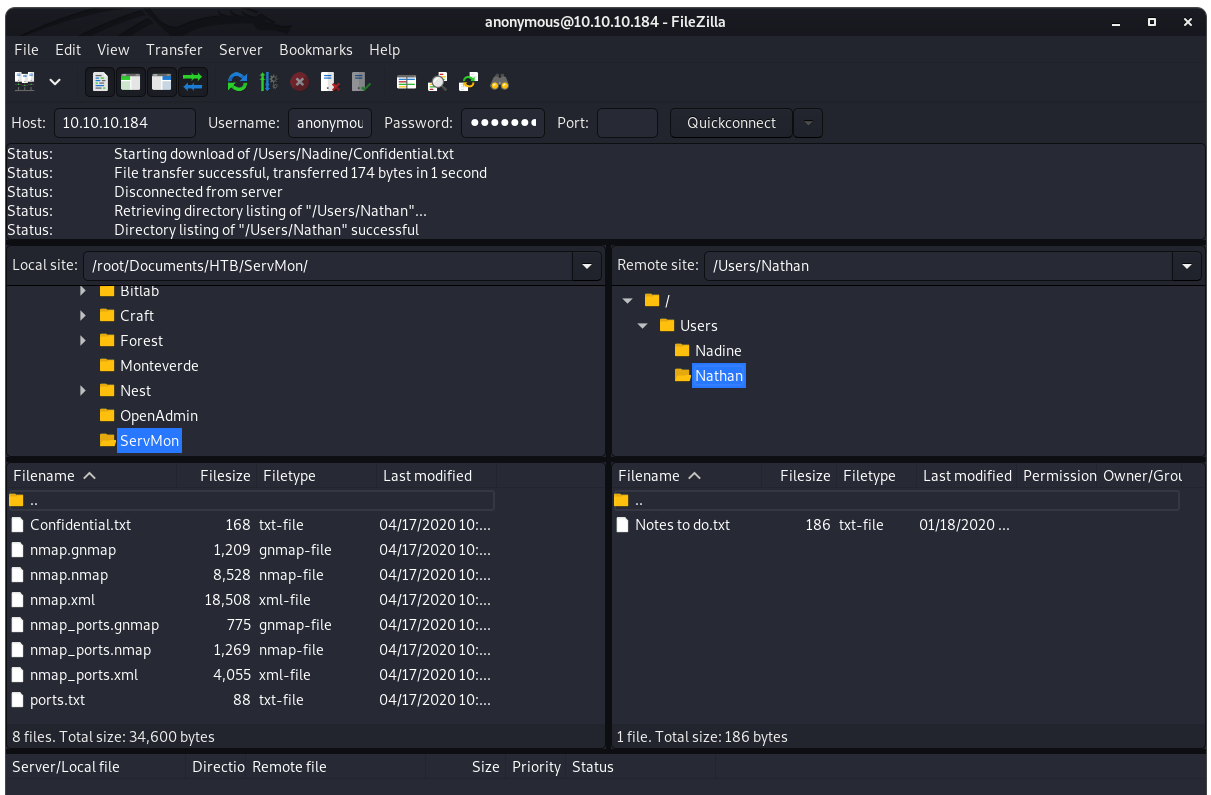 anonymous@10.10.10.184 - FileZilla
File Edit View Transfer Server Bookmarks Help
Host: 10.10.10.184 Username: anonymou Password: ●●●●●●● Port: Quickconnect
Status: Starting download of /Users/Nadine/Confidential.txt
Status: File transfer successful, transferred 174 bytes in 1 second
Status: Disconnected from server
Status: Retrieving directory listing of "/Users/Nathan"...
Status: Directory listing of "/Users/Nathan" successful
Local site: /root/Documents/HTB/ServMon/
Bitlab
Craft
Forest
Monteverde
Nest
OpenAdmin
ServMon
Remote site: /Users/Nathan
/
Users
Nadine
Nathan
Filename Filesize Filetype Last modified
..
Confidential.txt 168 txt-file 04/17/2020 10:...
nmap.gnmap 1,209 gnmap-file 04/17/2020 10:...
nmap.nmap 8,528 nmap-file 04/17/2020 10:...
nmap.xml 18,508 xml-file 04/17/2020 10:...
nmap_ports.gnmap 775 gnmap-file 04/17/2020 10:...
nmap_ports.nmap 1,269 nmap-file 04/17/2020 10:...
nmap_ports.xml 4,055 xml-file 04/17/2020 10:...
ports.txt 88 txt-file 04/17/2020 10:...
8 files. Total size: 34,600 bytes
Filename Filesize Filetype Last modified Permission Owner/Grou
..
Notes to do.txt 186 txt-file 01/18/2020 ...
1 file. Total size: 186 bytes
Server/Local file Directio Remote file Size Priority Status